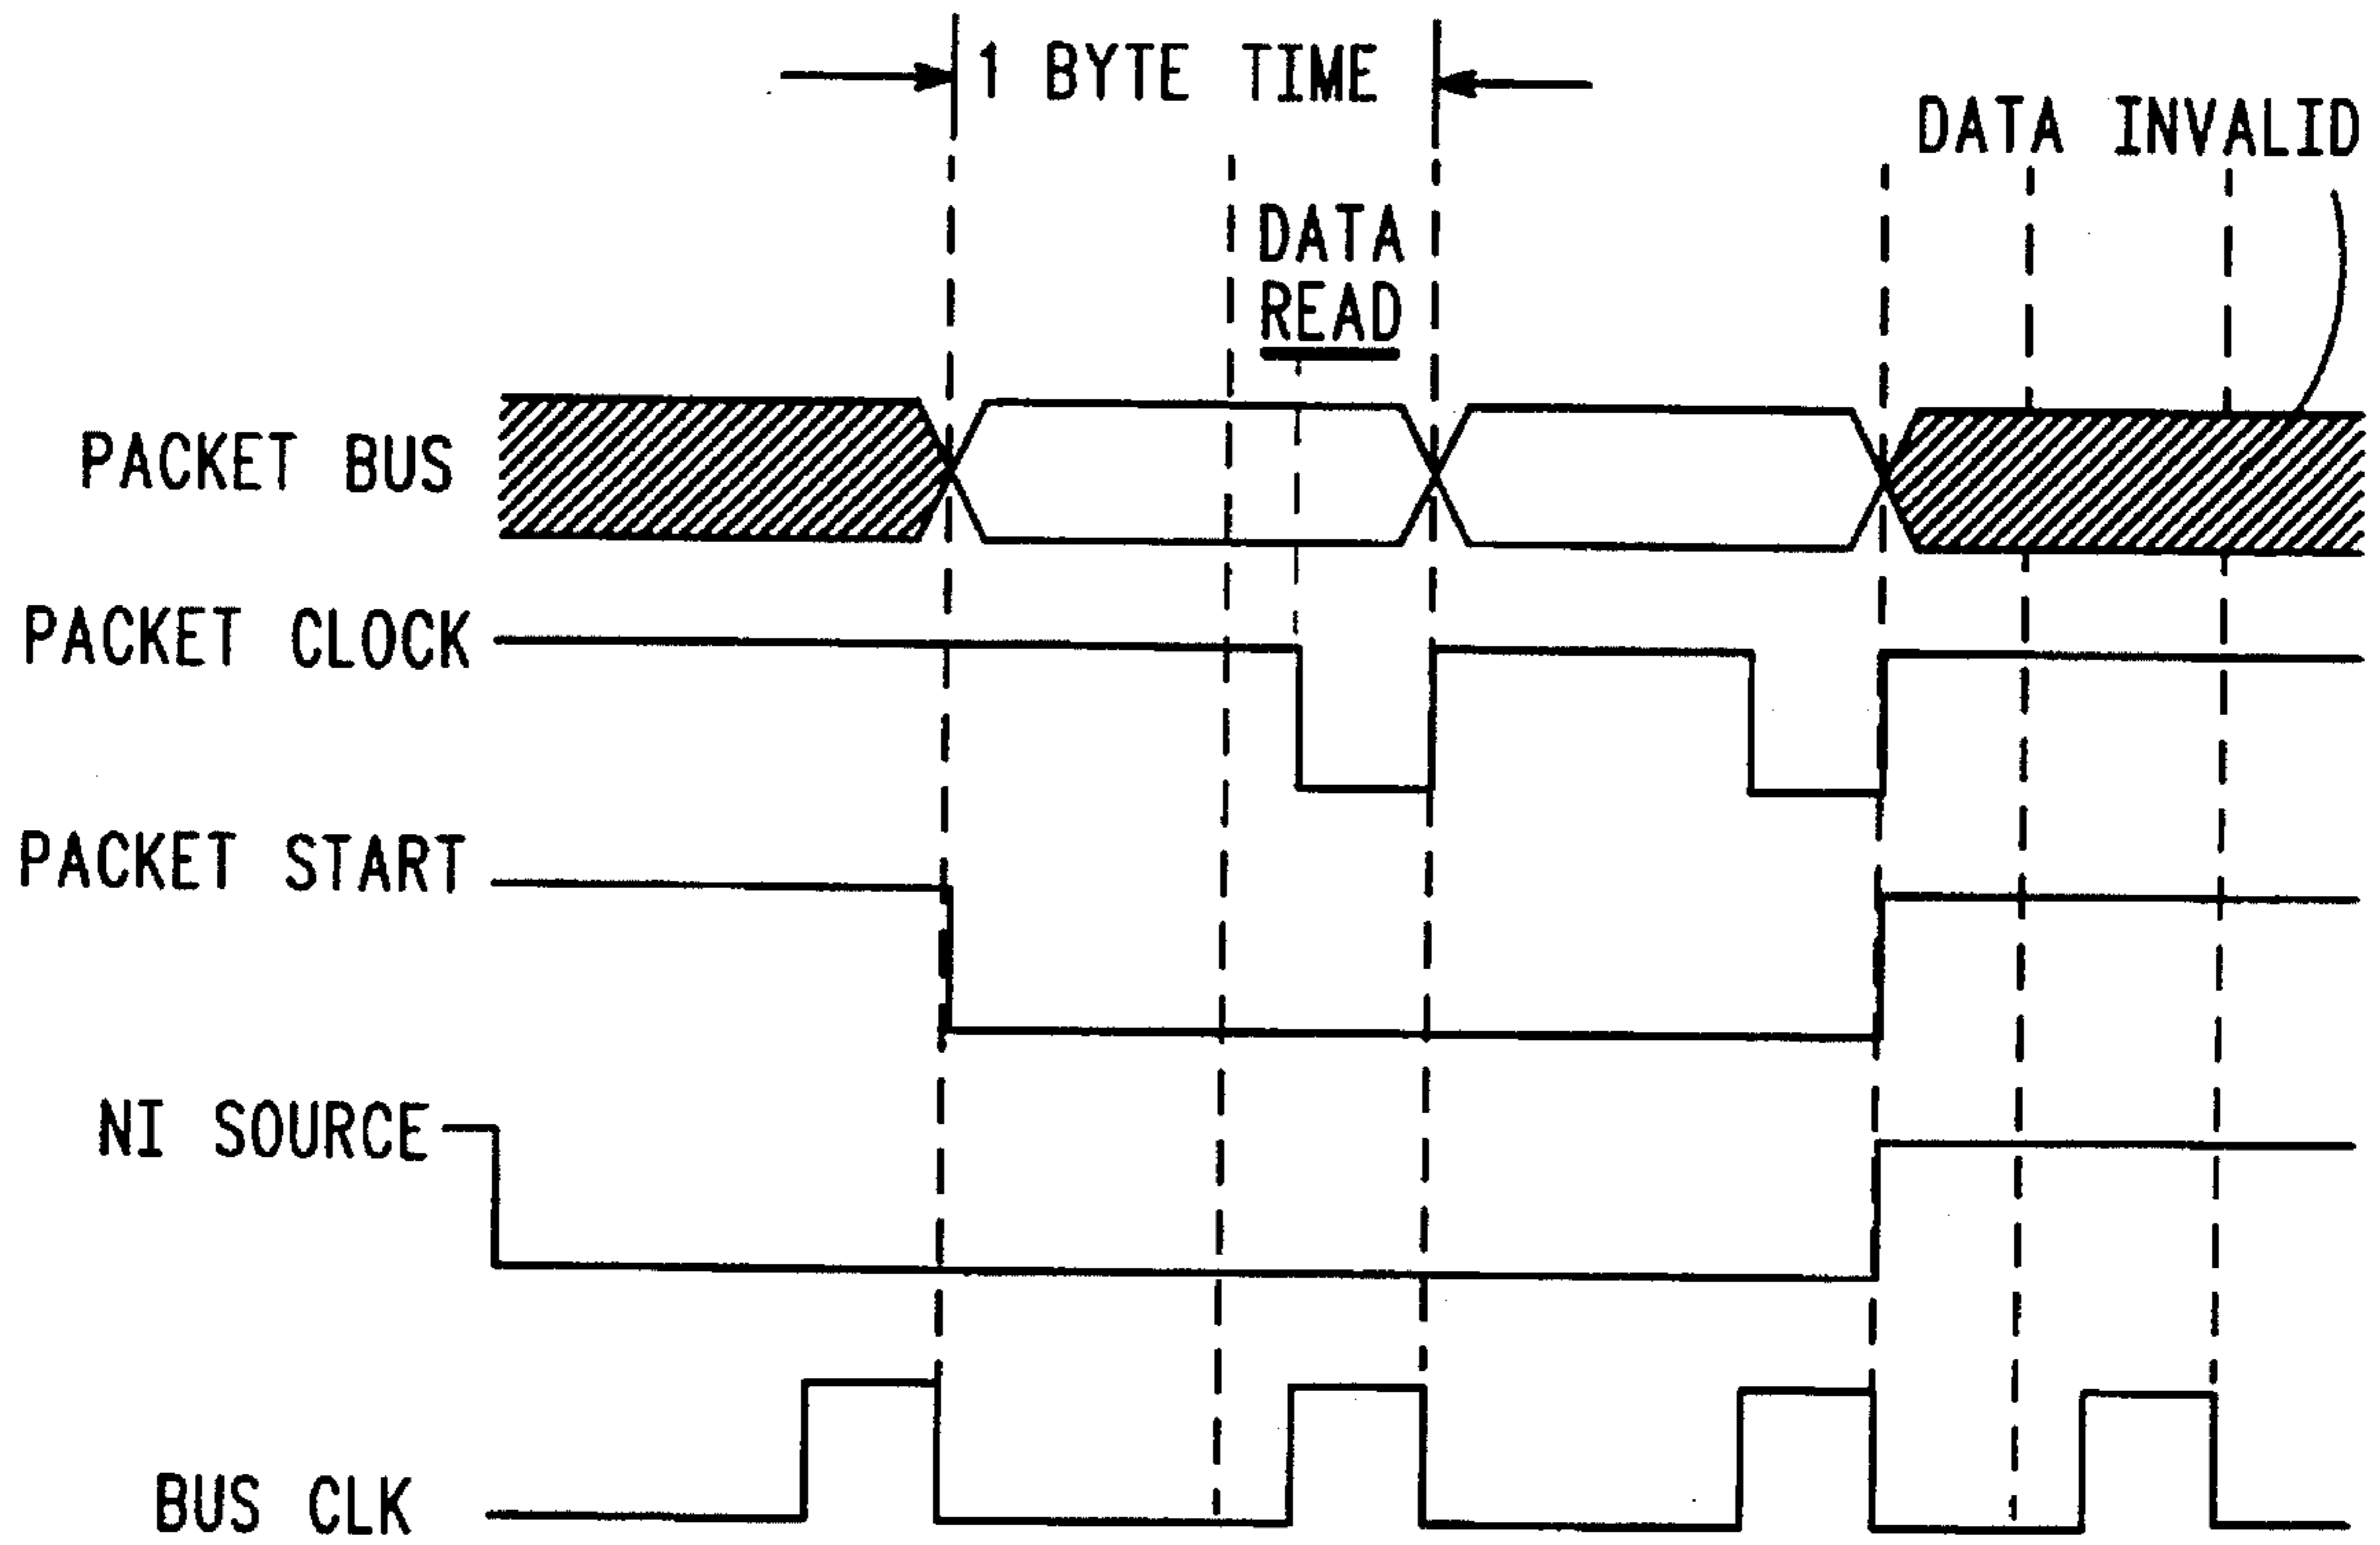 1 BYTE TIME
DATA INVALID
DATA
READ
PACKET BUS
PACKET CLOCK
PACKET START
NI SOURCE
BUS CLK